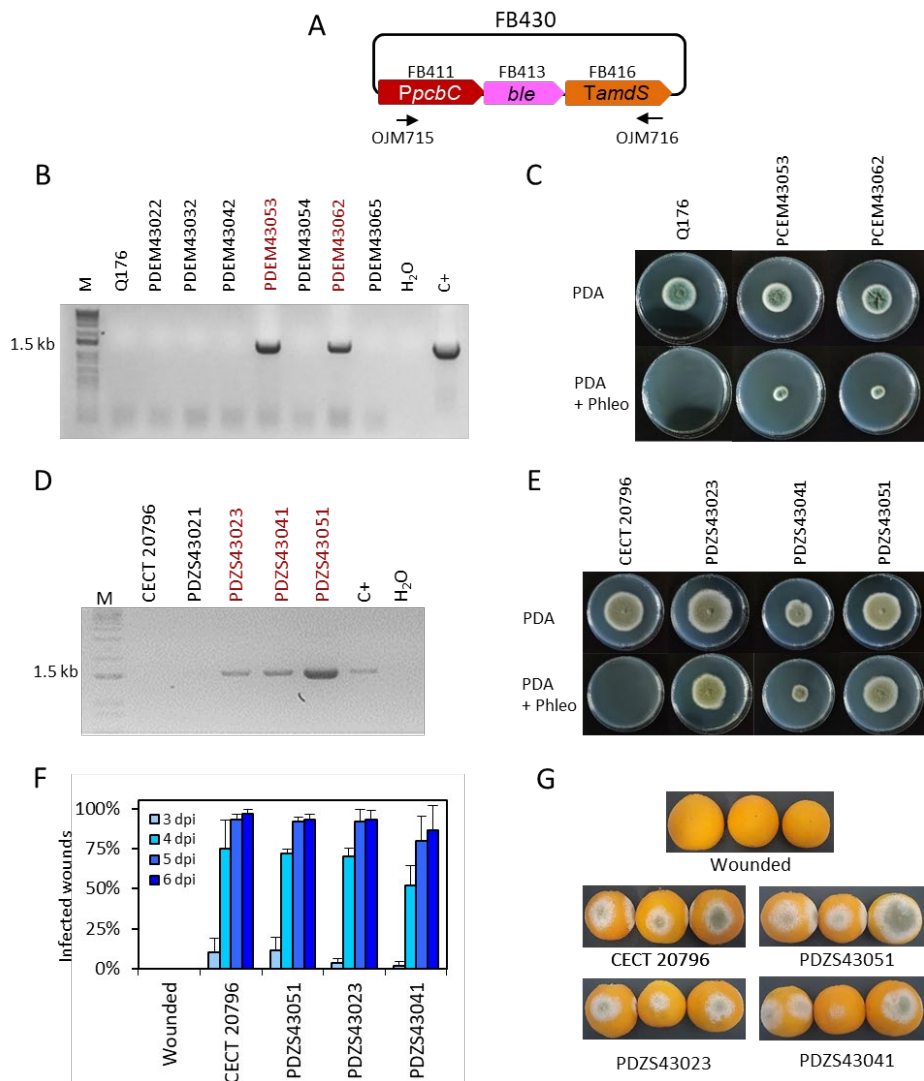 A
FB430
FB411 FB413 FB416
PpcbC ble TamdS
OJM715 OJM716
B
M Q176 PDEM43022 PDEM43032 PDEM43042 PDEM43053 PDEM43054 PDEM43062 PDEM43065 H2O C+
1.5 kb
C
Q176 PCEM43053 PCEM43062
PDA
PDA
+ Phleo
D
M CECT 20796 PDZS43021 PDZS43023 PDZS43041 PDZS43051 C+ H2O
1.5 kb
E
CECT 20796 PDZS43023 PDZS43041 PDZS43051
PDA
PDA
+ Phleo
F
Infected wounds
100%
75%
50%
25%
0%
3 dpi
4 dpi
5 dpi
6 dpi
Wounded CECT 20796 PDZS43051 PDZS43023 PDZS43041
G
Wounded
CECT 20796 PDZS43051
PDZS43023 PDZS43041